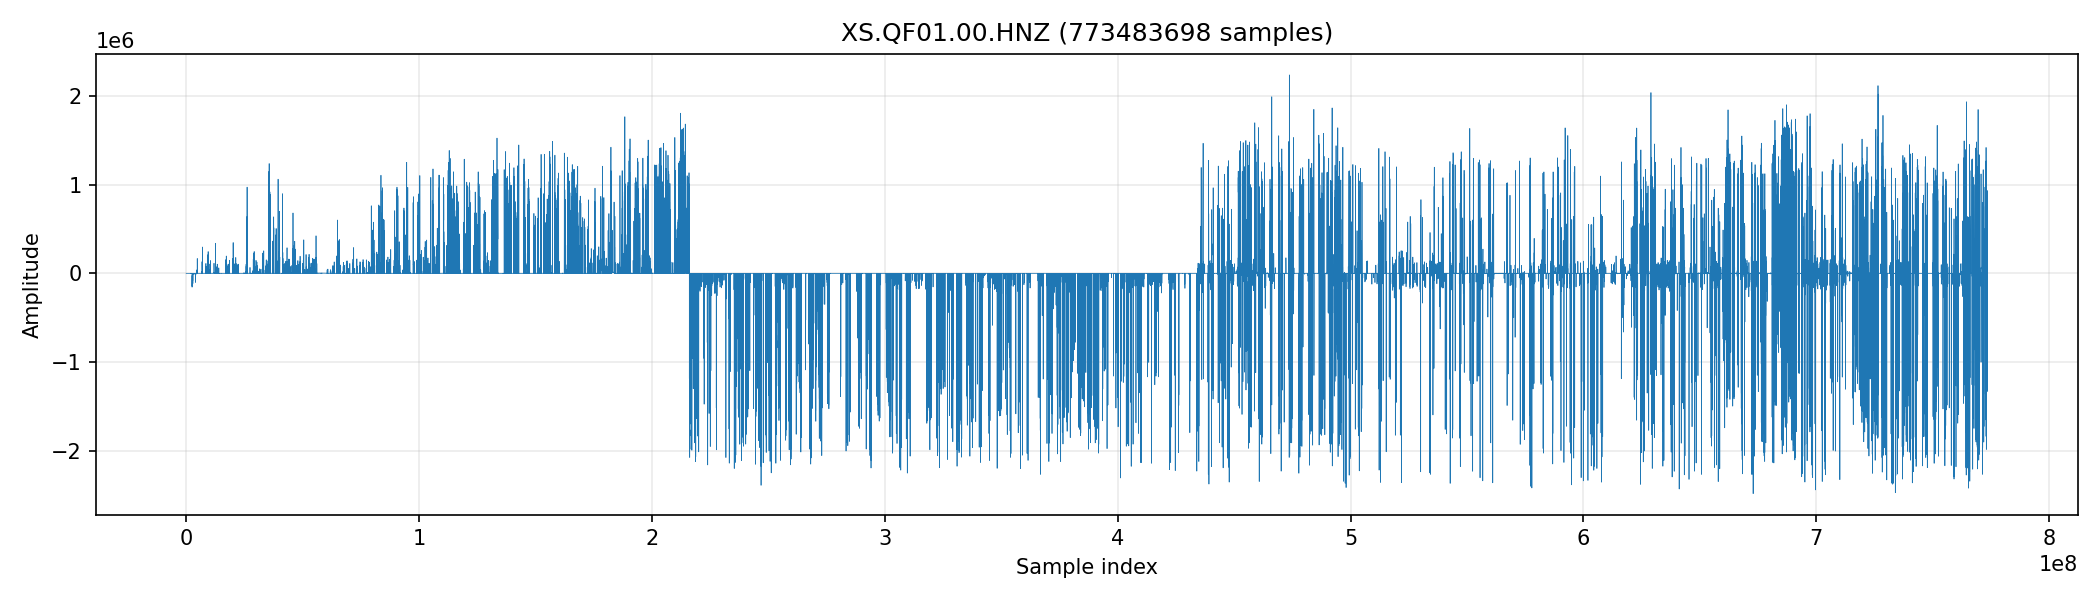 XS.QF01.00.HNZ (773483698 samples)
1e6
2
1
0
−1
−2
Amplitude
0 1 2 3 4 5 6 7 8
1e8
Sample index